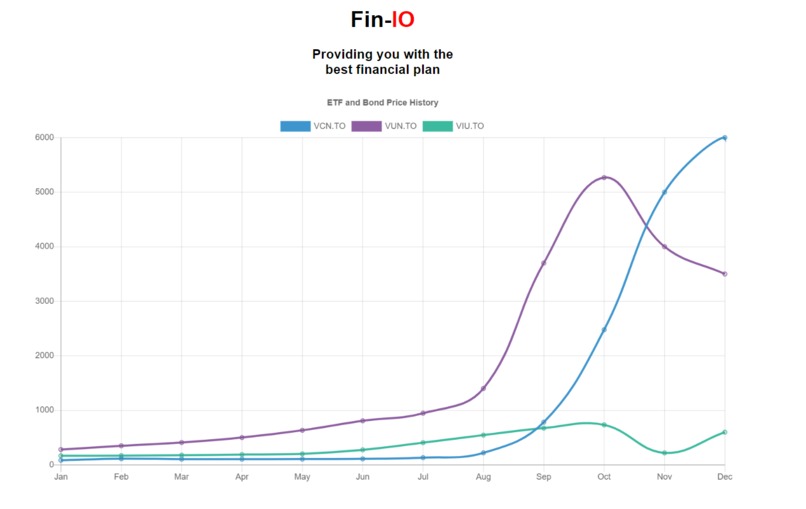 Fin-IO
Providing you with the
best financial plan
ETF and Bond Price History
VCN.TO VUN.TO VIU.TO
6000
5000
4000
3000
2000
1000
0
Jan Feb Mar Apr May Jun Jul Aug Sep Oct Nov Dec